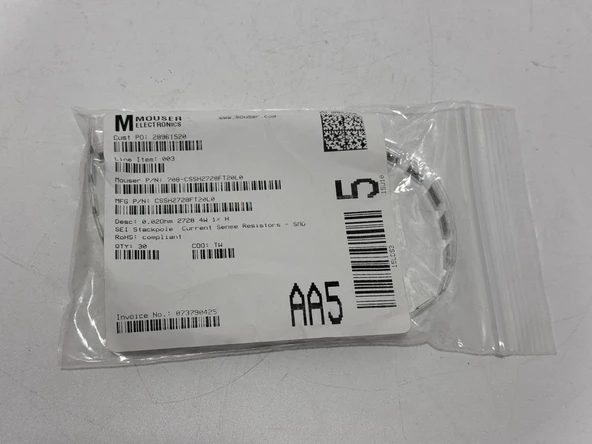 M MOUSER
ELECTRONICS
www.mouser.com
Cust PO: 20961520
Line Item: 003
Mouser P/N: 708-CSSH2728FT20L0
MFG P/N: CSSH2728FT20L0
Desc: 0.02Ohm 2728 4W 1% H
SEI Stackpole Current Sense Resistors - SMD
RoHS: compliant
QTY: 30 COO: TW
Invoice No.: 073790425
5
AA5